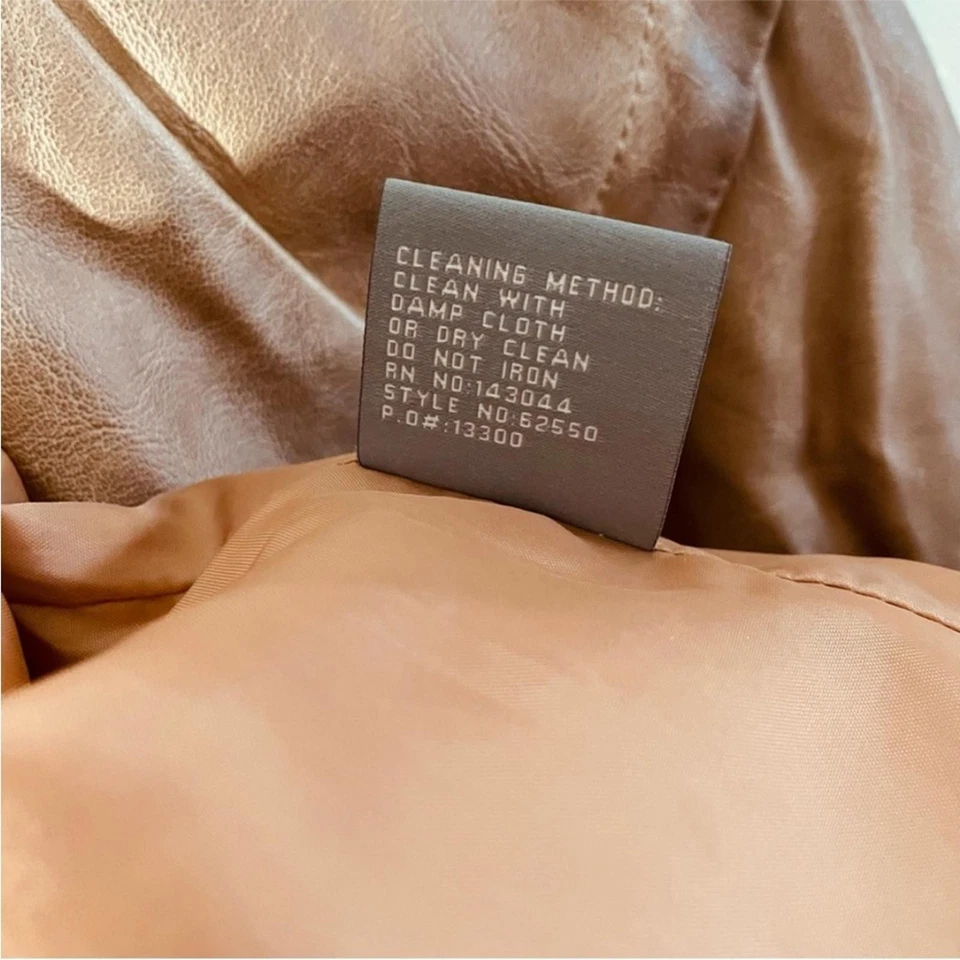 CLEANING METHOD:
CLEAN WITH
DAMP CLOTH
OR DRY CLEAN
DO NOT IRON
RN NO:143044
STYLE NO:62550
P.O#:13300